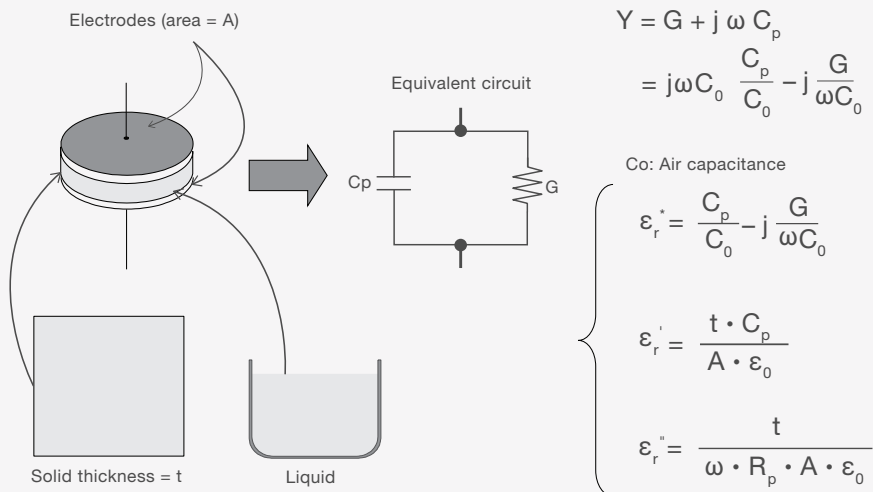 Electrodes (area = A)
Equivalent circuit
Cp
G
Solid thickness = t
Liquid
Y = G + j ω C_p
= jωC_0 C_p/C_0 − j G/ωC_0
Co: Air capacitance
ε_r^* = C_p/C_0 − j G/ωC_0
ε_r^' = t • C_p / A • ε_0
ε_r^" = t / ω • R_p • A • ε_0